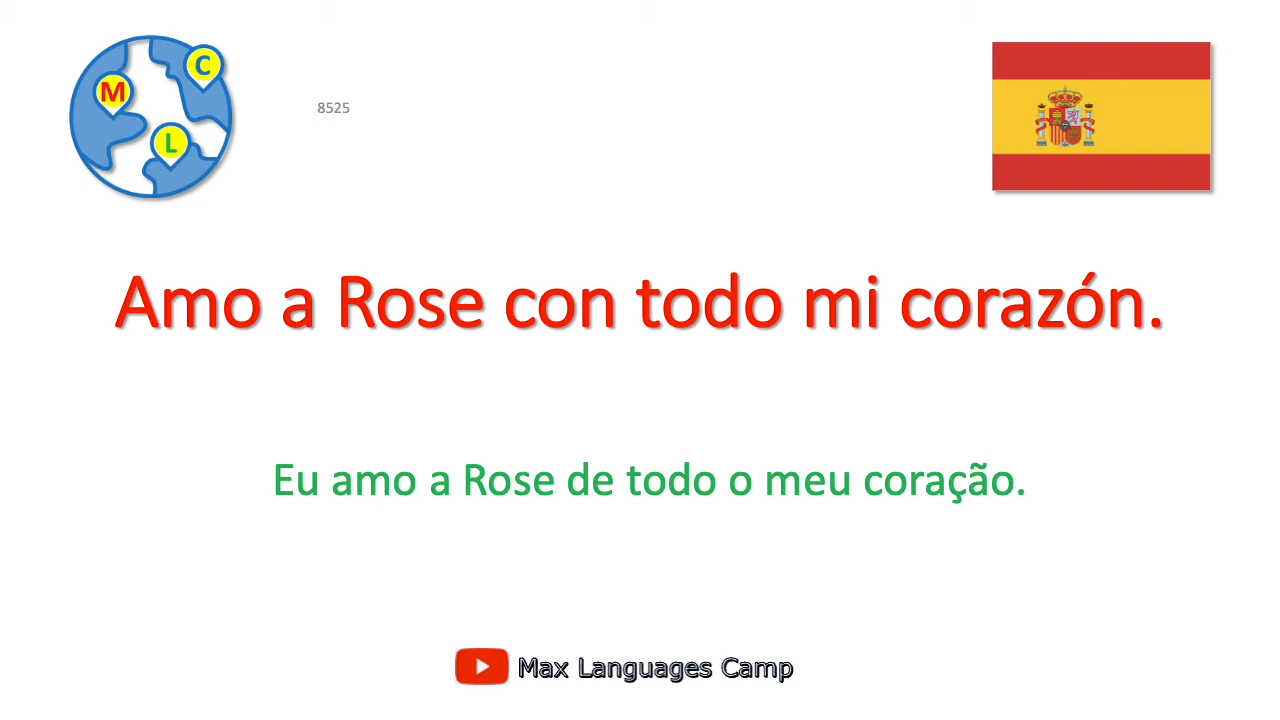 M
C
L
8525
Amo a Rose con todo mi corazón.
Eu amo a Rose de todo o meu coração.
Max Languages Camp